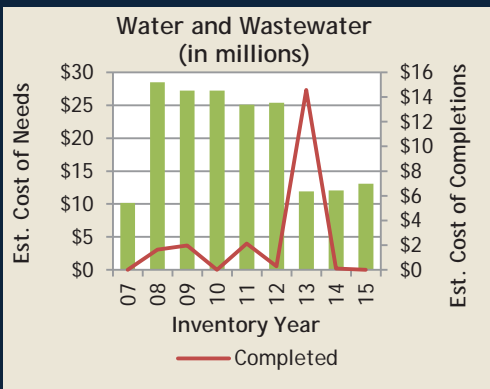 Water and Wastewater
(in millions)
Est. Cost of Needs
$30
$25
$20
$15
$10
$5
$0
$16
$14
$12
$10
$8
$6
$4
$2
$0
Est. Cost of Completions
07 08 09 10 11 12 13 14 15
Inventory Year
Completed